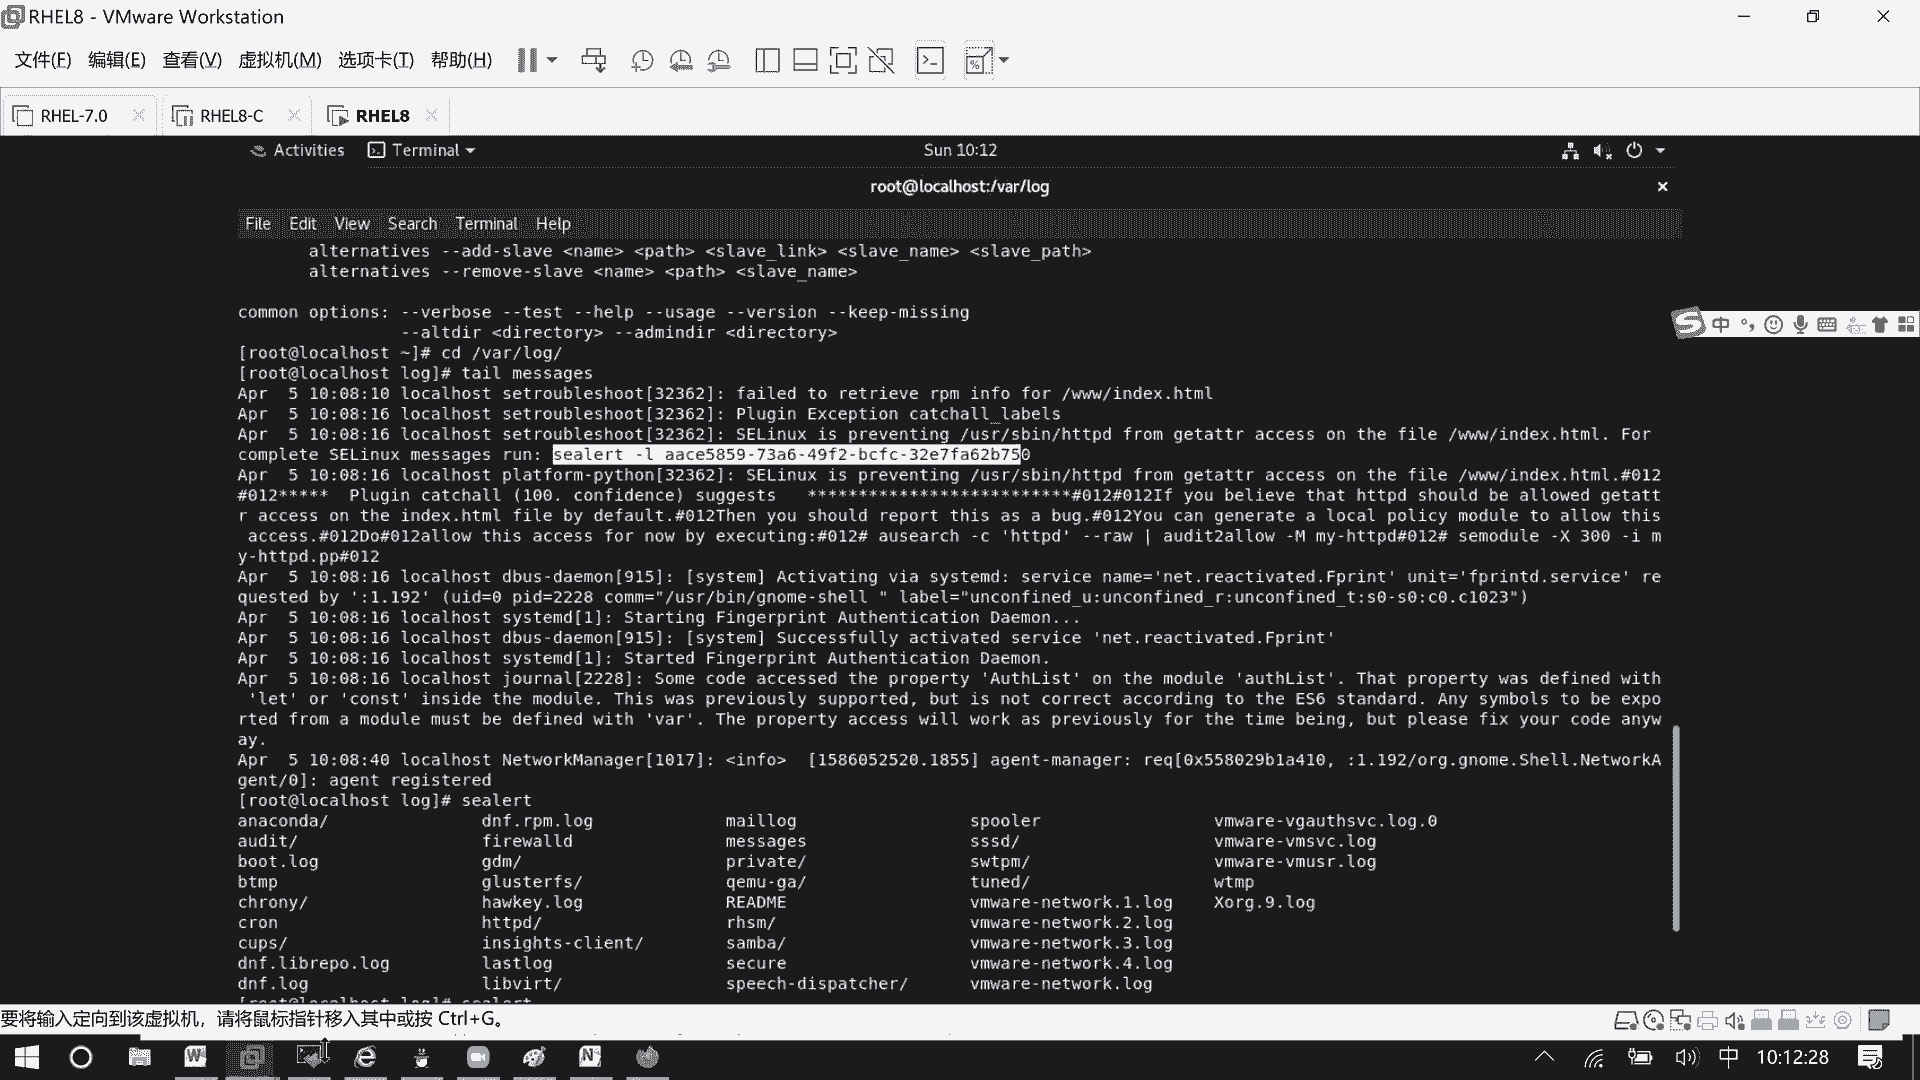 RHEL8 - VMware Workstation
文件(F) 编辑(E) 查看(V) 虚拟机(M) 选项卡(T) 帮助(H)
RHEL-7.0 RHEL8-C RHEL8
Activities Terminal Sun 10:12
root@localhost:/var/log
File Edit View Search Terminal Help
alternatives --add-slave <name> <path> <slave_link> <slave_name> <slave_path>
alternatives --remove-slave <name> <path> <slave_name>
common options: --verbose --test --help --usage --version --keep-missing
--altdir <directory> --admindir <directory>
[root@localhost ~]# cd /var/log/
[root@localhost log]# tail messages
Apr  5 10:08:10 localhost setroubleshoot[32362]: failed to retrieve rpm info for /www/index.html
Apr  5 10:08:16 localhost setroubleshoot[32362]: Plugin Exception catchall_labels
Apr  5 10:08:16 localhost setroubleshoot[32362]: SELinux is preventing /usr/sbin/httpd from getattr access on the file /www/index.html. For
complete SELinux messages run: sealert -l aace5859-73a6-49f2-bcfc-32e7fa62b750
Apr  5 10:08:16 localhost platform-python[32362]: SELinux is preventing /usr/sbin/httpd from getattr access on the file /www/index.html.#012
#012*****  Plugin catchall (100. confidence) suggests   **************************#012#012If you believe that httpd should be allowed getatt
r access on the index.html file by default.#012Then you should report this as a bug.#012You can generate a local policy module to allow this
access.#012Do#012allow this access for now by executing:#012# ausearch -c 'httpd' --raw | audit2allow -M my-httpd#012# semodule -X 300 -i m
y-httpd.pp#012
Apr  5 10:08:16 localhost dbus-daemon[915]: [system] Activating via systemd: service name='net.reactivated.Fprint' unit='fprintd.service' re
quested by ':1.192' (uid=0 pid=2228 comm="/usr/bin/gnome-shell " label="unconfined_u:unconfined_r:unconfined_t:s0-s0:c0.c1023")
Apr  5 10:08:16 localhost systemd[1]: Starting Fingerprint Authentication Daemon...
Apr  5 10:08:16 localhost dbus-daemon[915]: [system] Successfully activated service 'net.reactivated.Fprint'
Apr  5 10:08:16 localhost systemd[1]: Started Fingerprint Authentication Daemon.
Apr  5 10:08:16 localhost journal[2228]: Some code accessed the property 'AuthList' on the module 'authList'. That property was defined with
'let' or 'const' inside the module. This was previously supported, but is not correct according to the ES6 standard. Any symbols to be expo
rted from a module must be defined with 'var'. The property access will work as previously for the time being, but please fix your code anyw
ay.
Apr  5 10:08:40 localhost NetworkManager[1017]: <info>  [1586052520.1855] agent-manager: req[0x558029b1a410, :1.192/org.gnome.Shell.NetworkA
gent/0]: agent registered
[root@localhost log]# sealert
anaconda/ dnf.rpm.log maillog spooler vmware-vgauthsvc.log.0
audit/ firewalld messages sssd/ vmware-vmsvc.log
boot.log gdm/ private/ swtpm/ vmware-vmusr.log
btmp glusterfs/ qemu-ga/ tuned/ wtmp
chrony/ hawkey.log README vmware-network.1.log Xorg.9.log
cron httpd/ rhsm/ vmware-network.2.log
cups/ insights-client/ samba/ vmware-network.3.log
dnf.librepo.log lastlog secure vmware-network.4.log
dnf.log libvirt/ speech-dispatcher/ vmware-network.log
[root@localhost log]# sealert
要将输入定向到该虚拟机，请将鼠标指针移入其中或按 Ctrl+G。
中
中 10:12:28